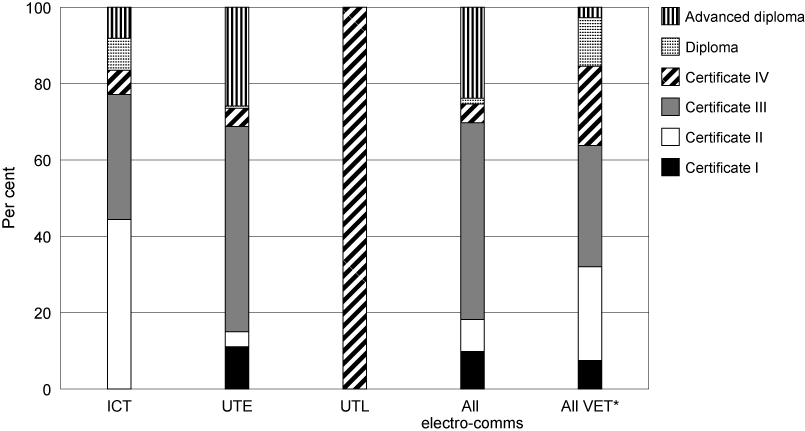 100
80
60
40
20
0
Per cent
ICT
UTE
UTL
All
electro-comms
All VET*
Advanced diploma
Diploma
Certificate IV
Certificate III
Certificate II
Certificate I